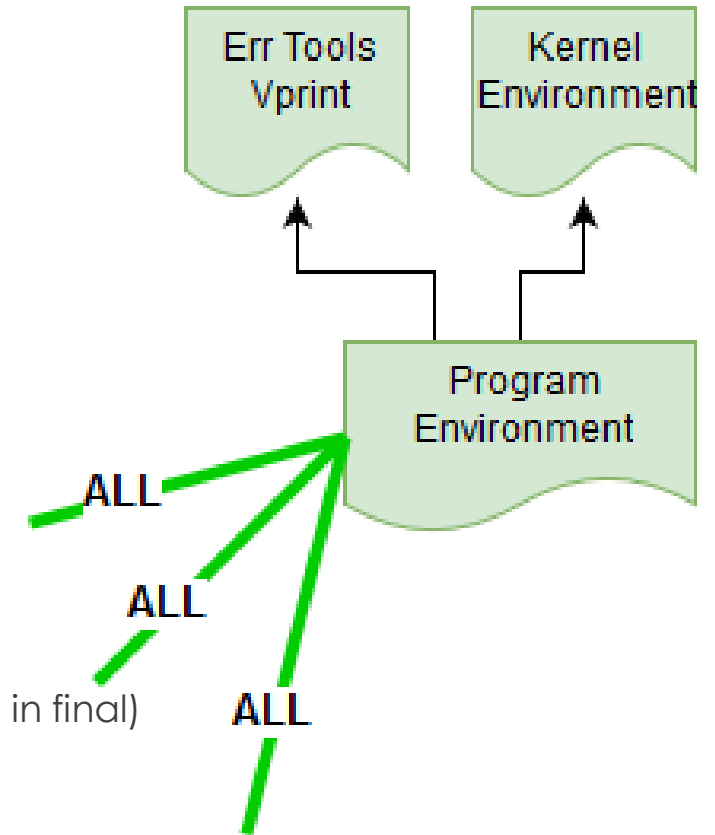 Err Tools
Vprint
Kernel
Environment
Program
Environment
ALL
ALL
in final)
ALL